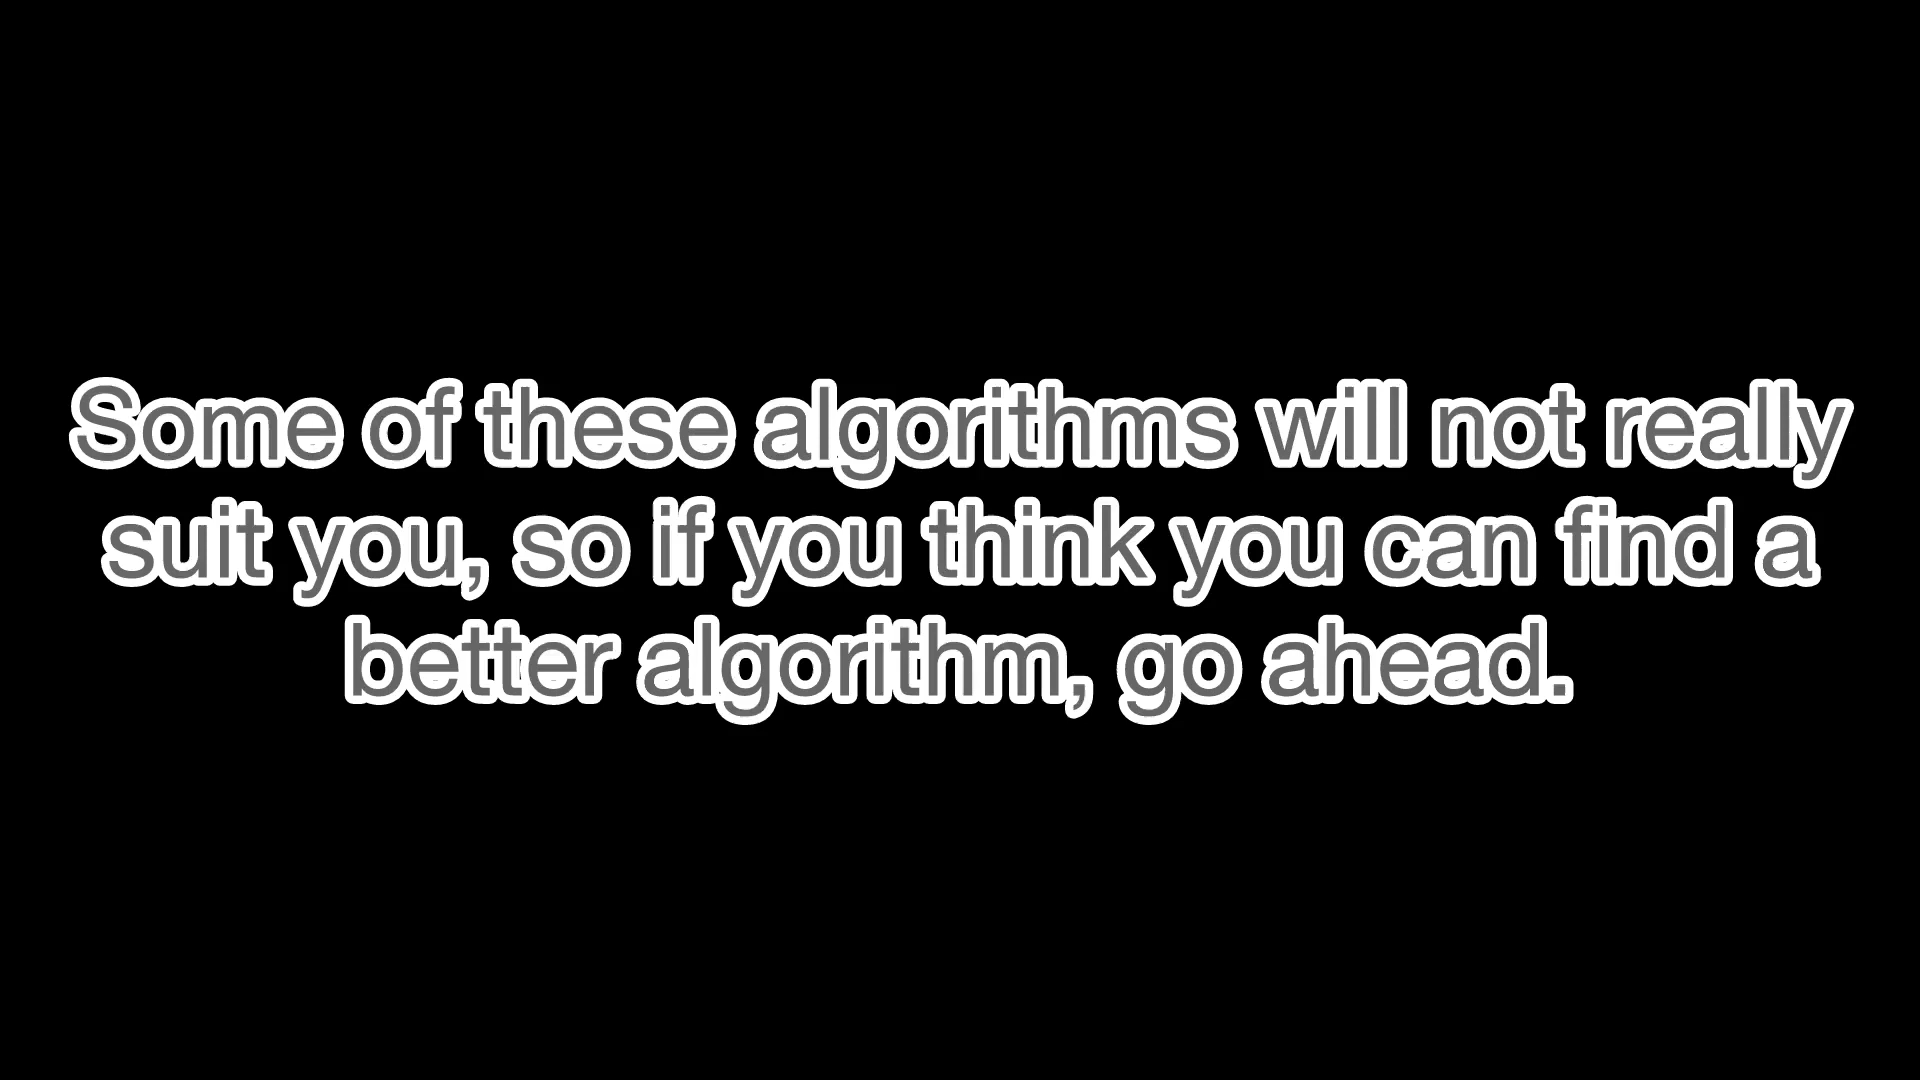 Some of these algorithms will not really
suit you, so if you think you can find a
better algorithm, go ahead.